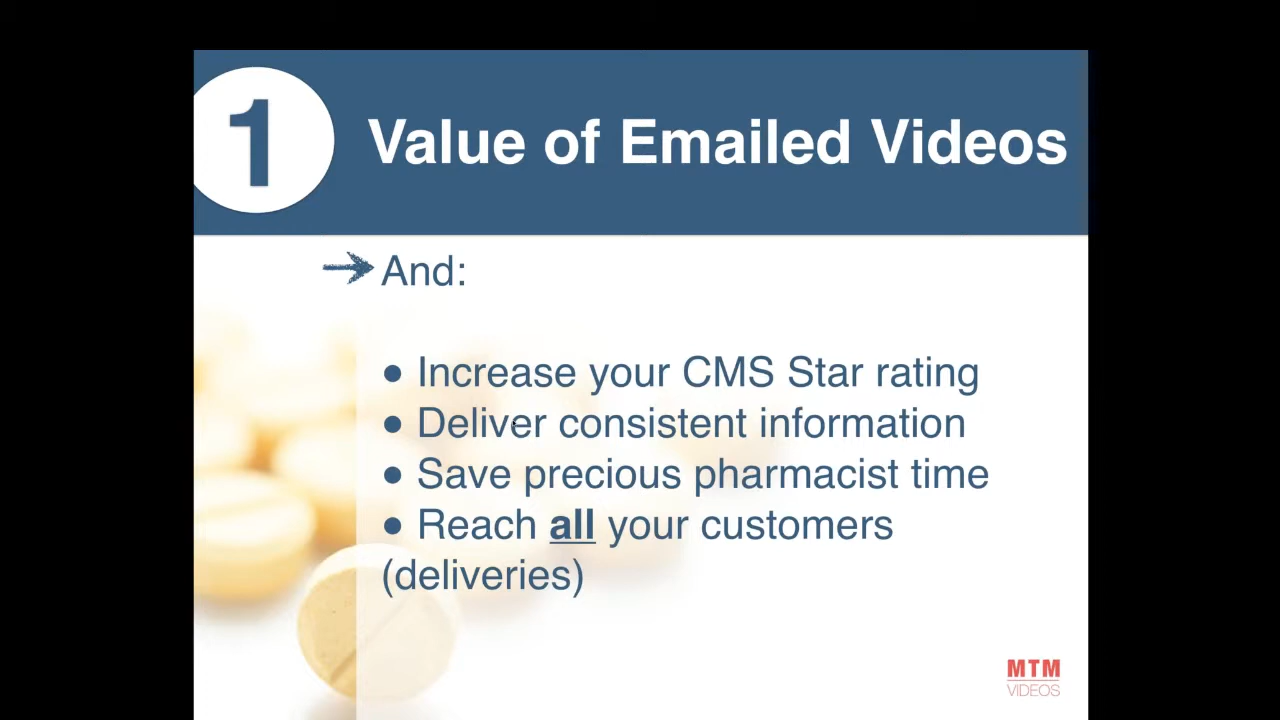 1
Value of Emailed Videos
And:
● Increase your CMS Star rating
● Deliver consistent information
● Save precious pharmacist time
● Reach all your customers
(deliveries)
MTM
VIDEOS